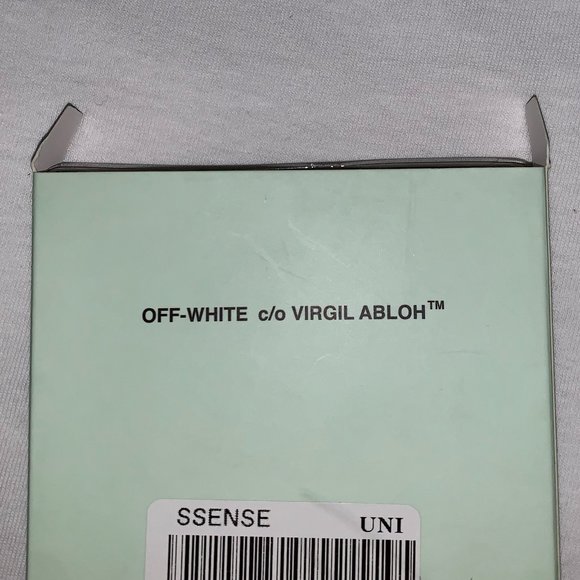 OFF-WHITE c/o VIRGIL ABLOH™
SSENSE UNI